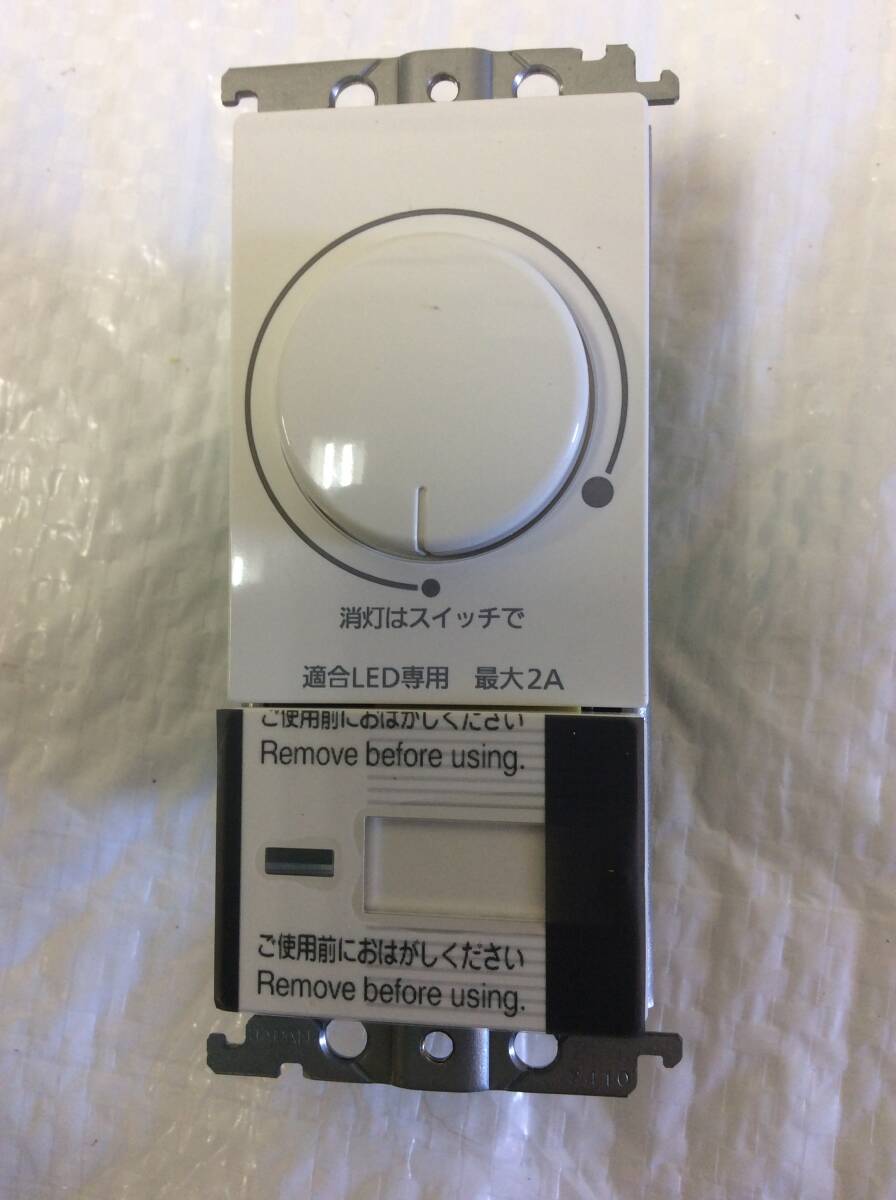 消灯はスイッチで
適合LED専用 最大2A
ご使用前におはがしください
Remove before using.
ご使用前におはがしください
Remove before using.